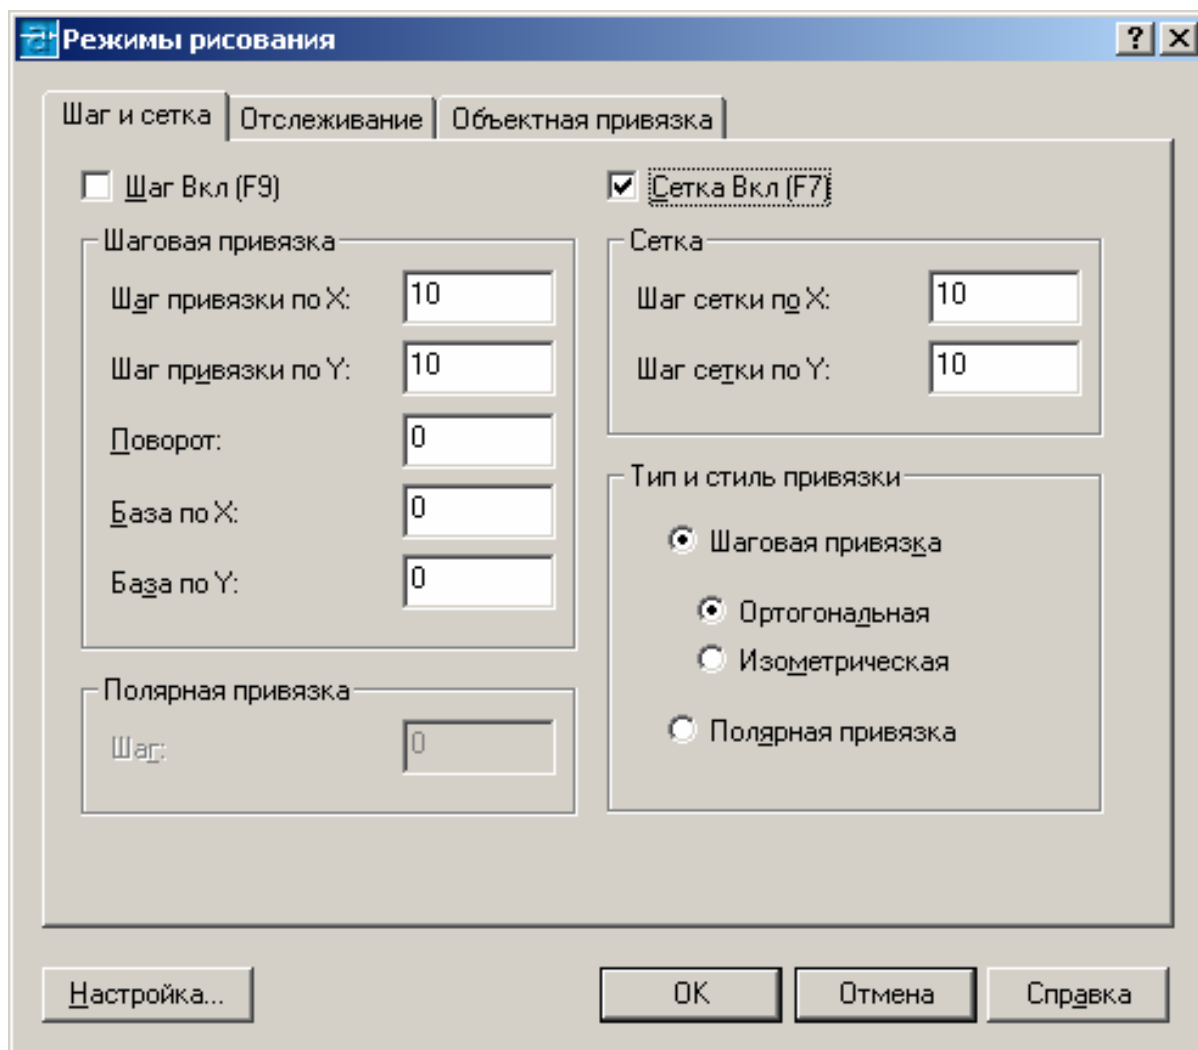 Режимы рисования
Шаг и сетка
Отслеживание
Объектная привязка
Шаг Вкл (F9)
Шаговая привязка
Шаг привязки по X: 10
Шаг привязки по Y: 10
Поворот: 0
База по X: 0
База по Y: 0
Полярная привязка
Шаг: 0
Сетка Вкл (F7)
Сетка
Шаг сетки по X: 10
Шаг сетки по Y: 10
Тип и стиль привязки
Шаговая привязка
Ортогональная
Изометрическая
Полярная привязка
Настройка...
OK
Отмена
Справка